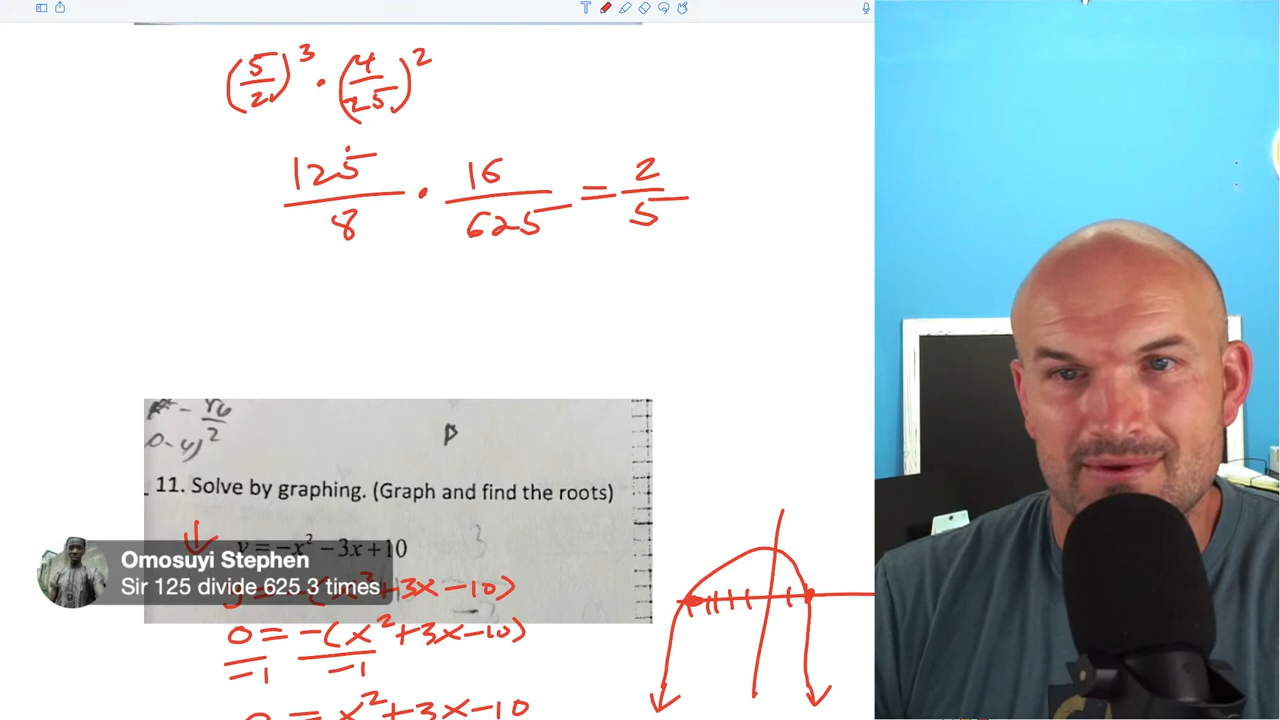 (5/2)³ · (4/25)²
125/8 · 16/625 = 2/5
11. Solve by graphing. (Graph and find the roots)
y = −x² − 3x + 10
Omosuyi Stephen
Sir 125 divide 625 3 times
+3x − 10)
0 = −(x² + 3x − 10)
−1 −1
0 = x² + 3x − 10